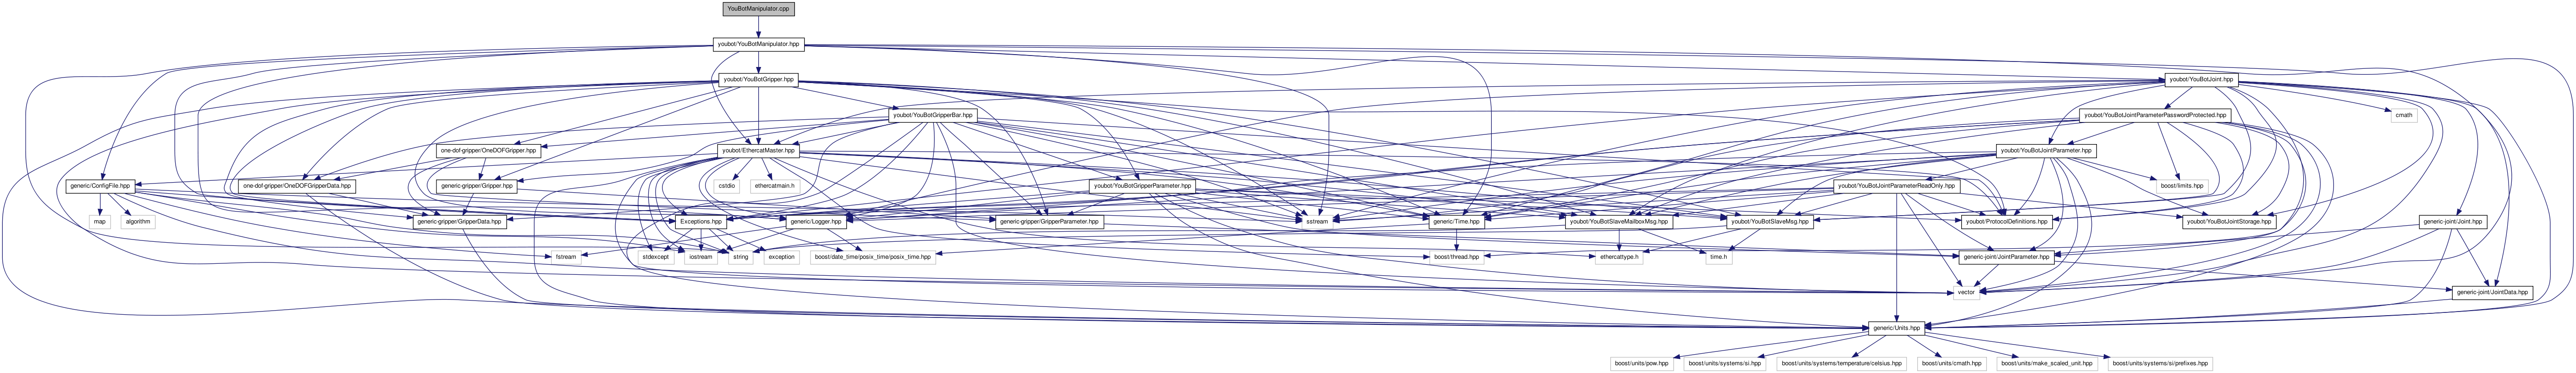 YouBotManipulator.cpp
youbot/YouBotManipulator.hpp
youbot/YouBotGripper.hpp
youbot/YouBotJoint.hpp
youbot/YouBotGripperBar.hpp
youbot/YouBotJointParameterPasswordProtected.hpp
cmath
one-dof-gripper/OneDOFGripper.hpp
youbot/EthercatMaster.hpp
youbot/YouBotJointParameter.hpp
generic/ConfigFile.hpp
one-dof-gripper/OneDOFGripperData.hpp
generic-gripper/Gripper.hpp
cstdio
ethercatmain.h
youbot/YouBotGripperParameter.hpp
youbot/YouBotJointParameterReadOnly.hpp
boost/limits.hpp
map
algorithm
generic-gripper/GripperData.hpp
Exceptions.hpp
generic/Logger.hpp
generic-gripper/GripperParameter.hpp
sstream
generic/Time.hpp
youbot/YouBotSlaveMailboxMsg.hpp
youbot/YouBotSlaveMsg.hpp
youbot/ProtocolDefinitions.hpp
youbot/YouBotJointStorage.hpp
generic-joint/Joint.hpp
fstream
stdexcept
iostream
string
exception
boost/date_time/posix_time/posix_time.hpp
boost/thread.hpp
ethercattype.h
time.h
generic-joint/JointParameter.hpp
vector
generic-joint/JointData.hpp
generic/Units.hpp
boost/units/pow.hpp
boost/units/systems/si.hpp
boost/units/systems/temperature/celsius.hpp
boost/units/cmath.hpp
boost/units/make_scaled_unit.hpp
boost/units/systems/si/prefixes.hpp